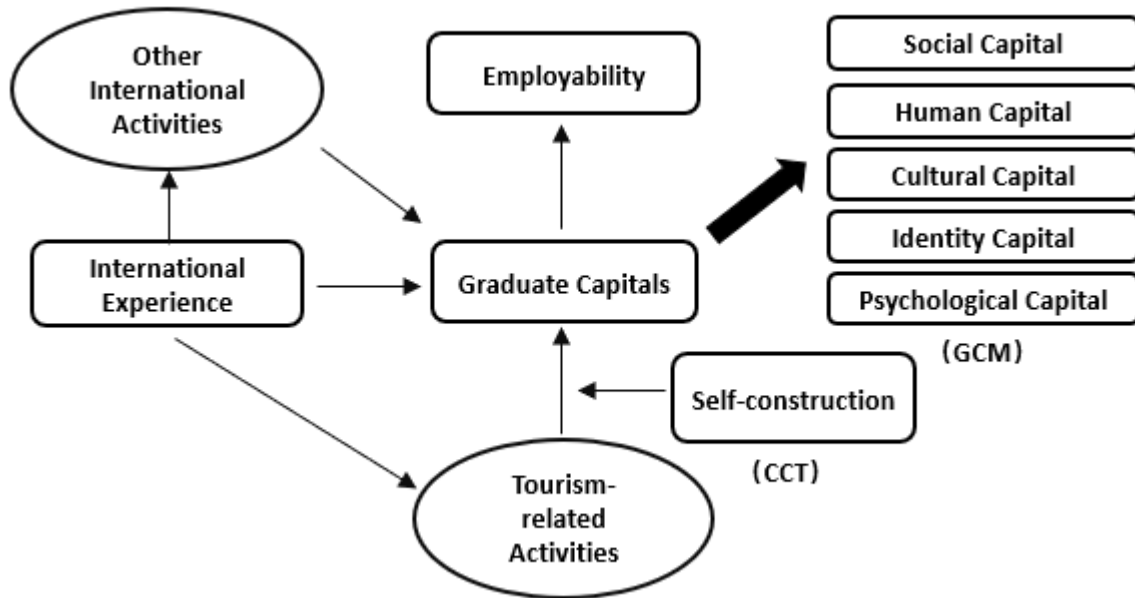 Other
International
Activities
Employability
Social Capital
Human Capital
Cultural Capital
Identity Capital
Psychological Capital
(GCM)
International
Experience
Graduate Capitals
Self-construction
(CCT)
Tourism-
related
Activities